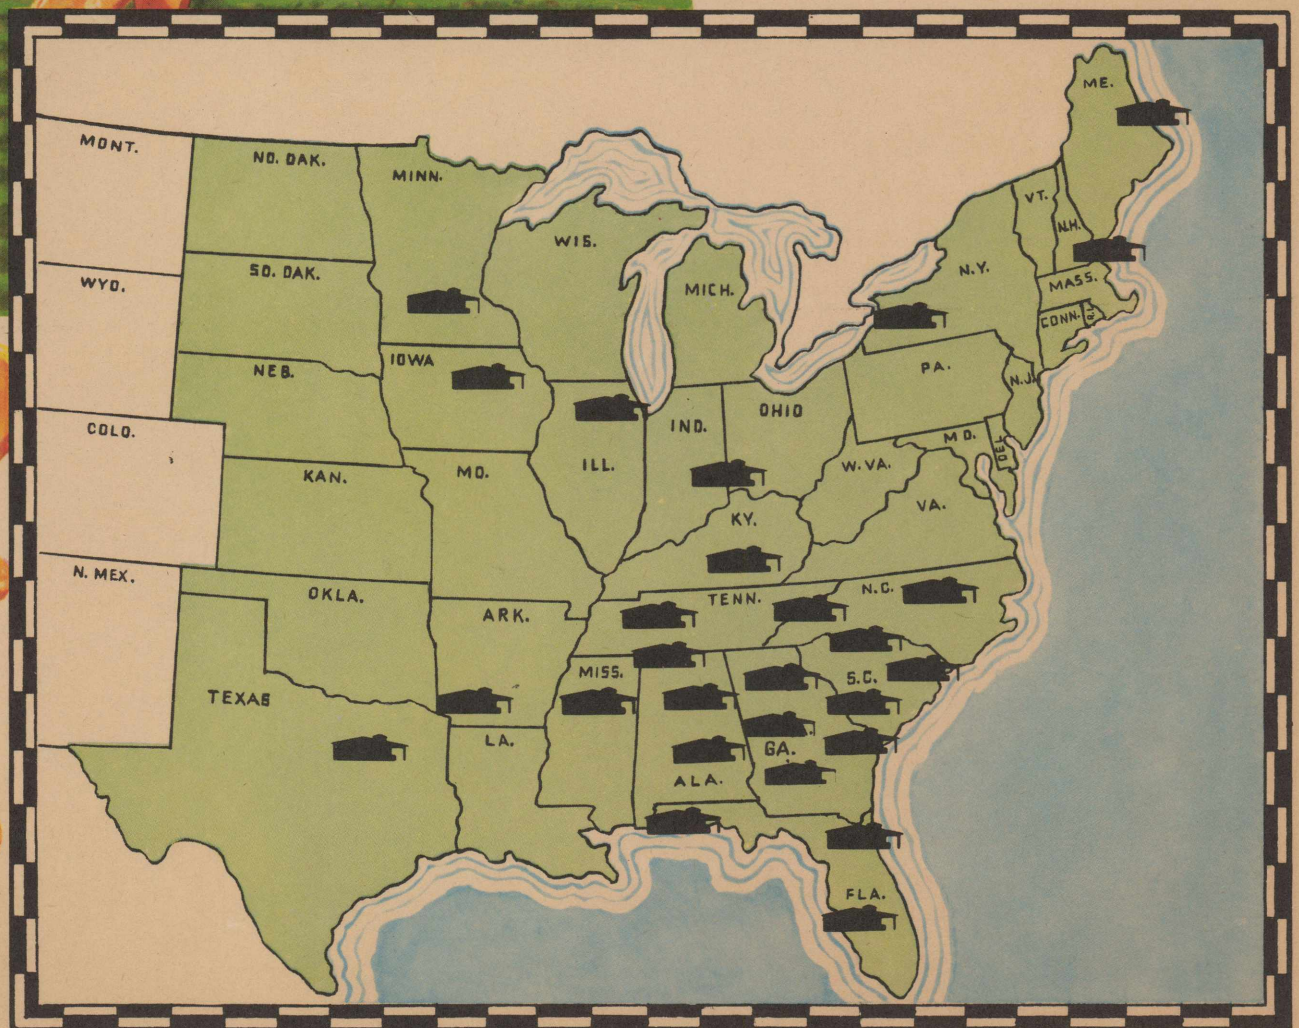 ME.
MONT.
NO. DAK.
MINN.
VT.
N.H.
WIS.
N.Y.
SO. DAK.
WYO.
MICH.
MASS.
CONN.
R.I.
IOWA
NEB.
PA.
N.J.
OHIO
COLO.
IND.
MD.
DEL.
ILL.
W.VA.
MO.
KAN.
VA.
KY.
N. MEX.
OKLA.
TENN.
N.C.
ARK.
MISS.
S.C.
TEXAS
LA.
GA.
ALA.
FLA.